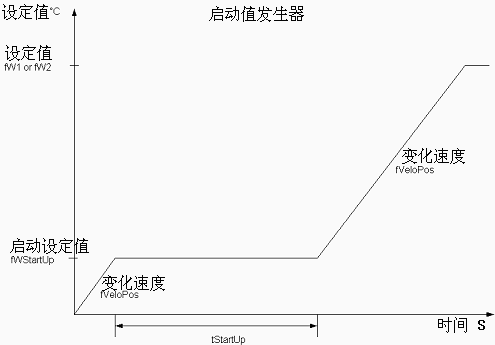 设定值°C
启动值发生器
设定值
fW1 or fW2
变化速度
fVeloPos
启动设定值
fWStartUp
变化速度
fVeloPos
时间 S
tStartUp